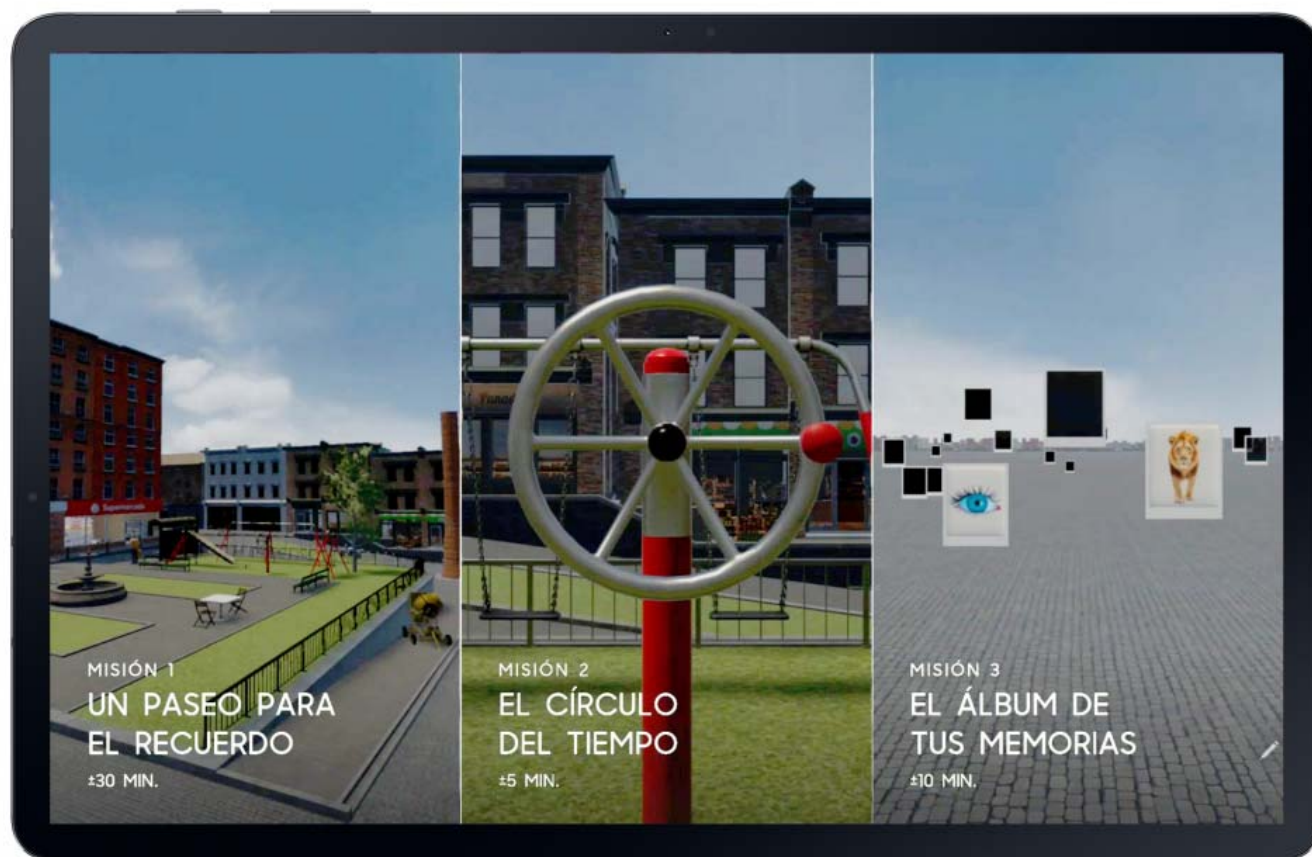 Supermercado
MISIÓN 1
UN PASEO PARA
EL RECUERDO
±30 MIN.
MISIÓN 2
EL CÍRCULO
DEL TIEMPO
±5 MIN.
MISIÓN 3
EL ÁLBUM DE
TUS MEMORIAS
±10 MIN.